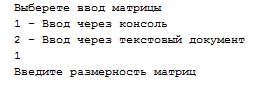 Выберете ввод матрицы
1 - Ввод через консоль
2 - Ввод через текстовый документ
1
Введите размерность матриц